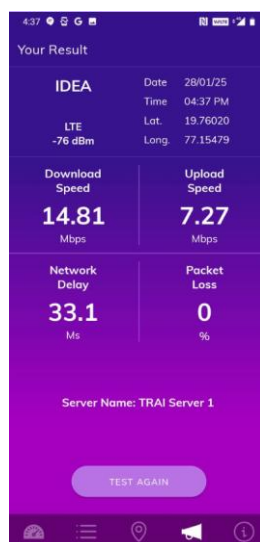 4:37
Your Result
IDEA
LTE
-76 dBm
Date 28/01/25
Time 04:37 PM
Lat. 19.76020
Long. 77.15479
Download Speed
14.81
Mbps
Upload Speed
7.27
Mbps
Network Delay
33.1
Ms
Packet Loss
0
%
Server Name: TRAI Server 1
TEST AGAIN